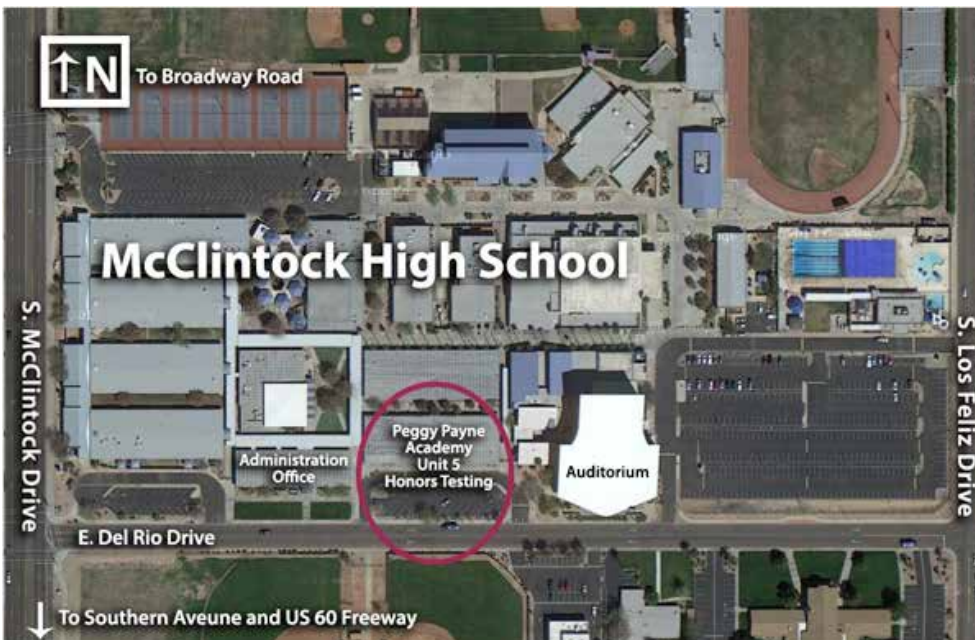 N
To Broadway Road
McClintock High School
S. McClintock Drive
S. Los Feliz Drive
Peggy Payne
Academy
Unit 5
Honors Testing
Administration
Office
Auditorium
E. Del Rio Drive
To Southern Aveune and US 60 Freeway